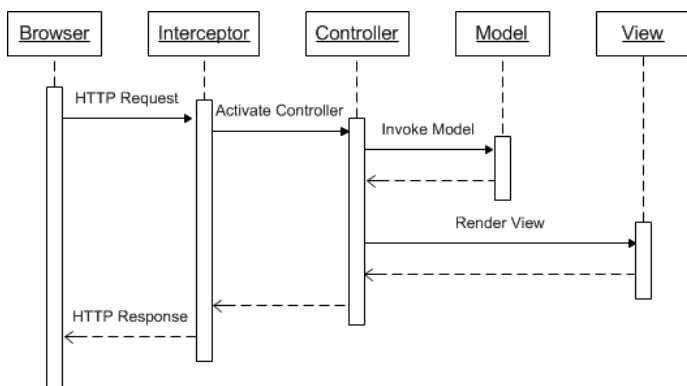 Browser
Interceptor
Controller
Model
View
HTTP Request
Activate Controller
Invoke Model
Render View
HTTP Response